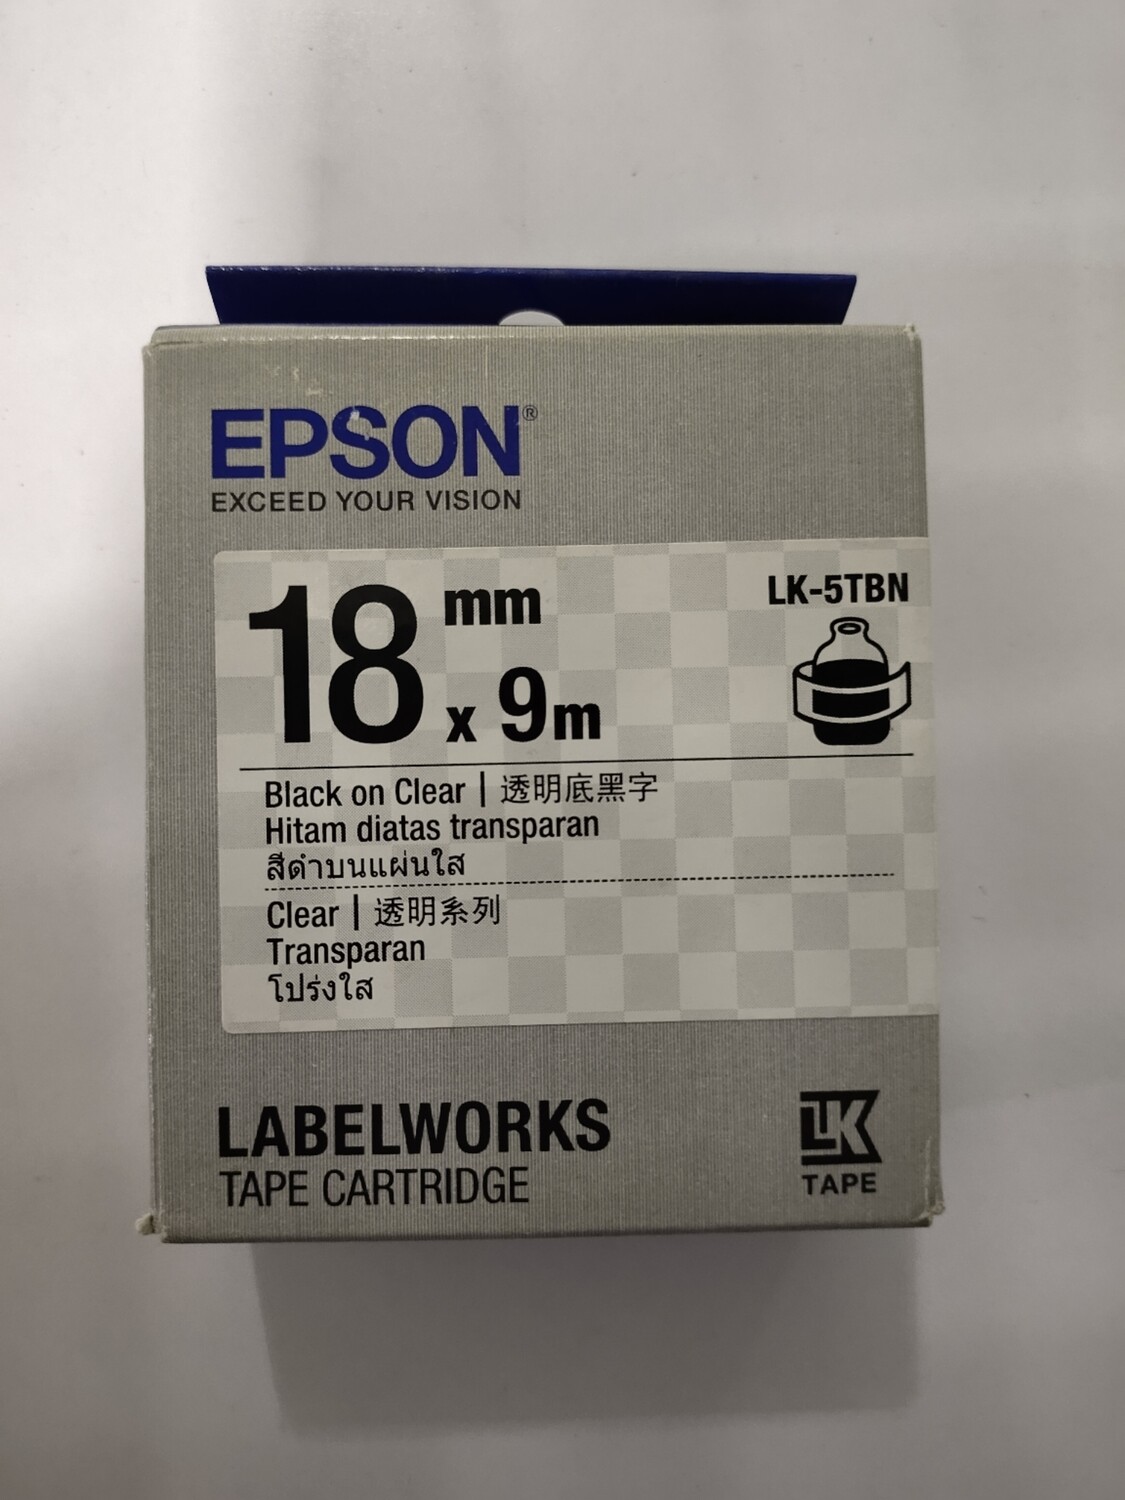 EPSON®
EXCEED YOUR VISION
18 mm x 9m
LK-5TBN
Black on Clear | 透明底黑字
Hitam diatas transparan
สีดำบนแผ่นใส
Clear | 透明系列
Transparan
โปร่งใส
LABELWORKS
TAPE CARTRIDGE
LK
TAPE